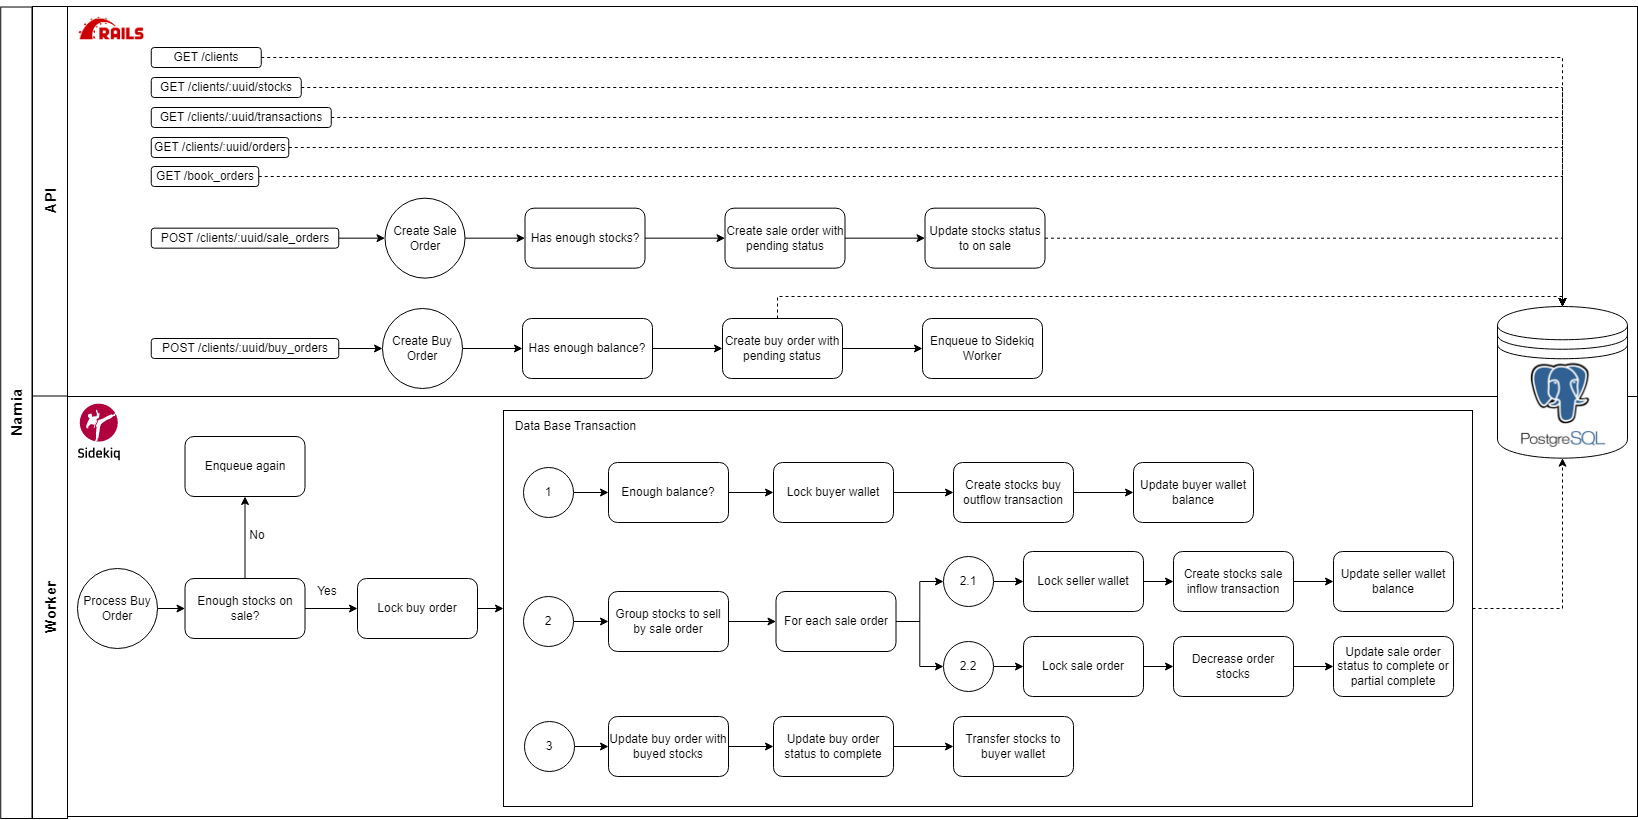 Narnia
API
RAILS
GET /clients
GET /clients/:uuid/stocks
GET /clients/:uuid/transactions
GET /clients/:uuid/orders
GET /book_orders
POST /clients/:uuid/sale_orders
Create Sale
Order
Has enough stocks?
Create sale order with
pending status
Update stocks status
to on sale
POST /clients/:uuid/buy_orders
Create Buy
Order
Has enough balance?
Create buy order with
pending status
Enqueue to Sidekiq
Worker
PostgreSQL
Worker
Sidekiq
Enqueue again
No
Process Buy
Order
Enough stocks on
sale?
Yes
Lock buy order
Data Base Transaction
1
Enough balance?
Lock buyer wallet
Create stocks buy
outflow transaction
Update buyer wallet
balance
2
Group stocks to sell
by sale order
For each sale order
2.1
Lock seller wallet
Create stocks sale
inflow transaction
Update seller wallet
balance
2.2
Lock sale order
Decrease order
stocks
Update sale order
status to complete or
partial complete
3
Update buy order with
buyed stocks
Update buy order
status to complete
Transfer stocks to
buyer wallet